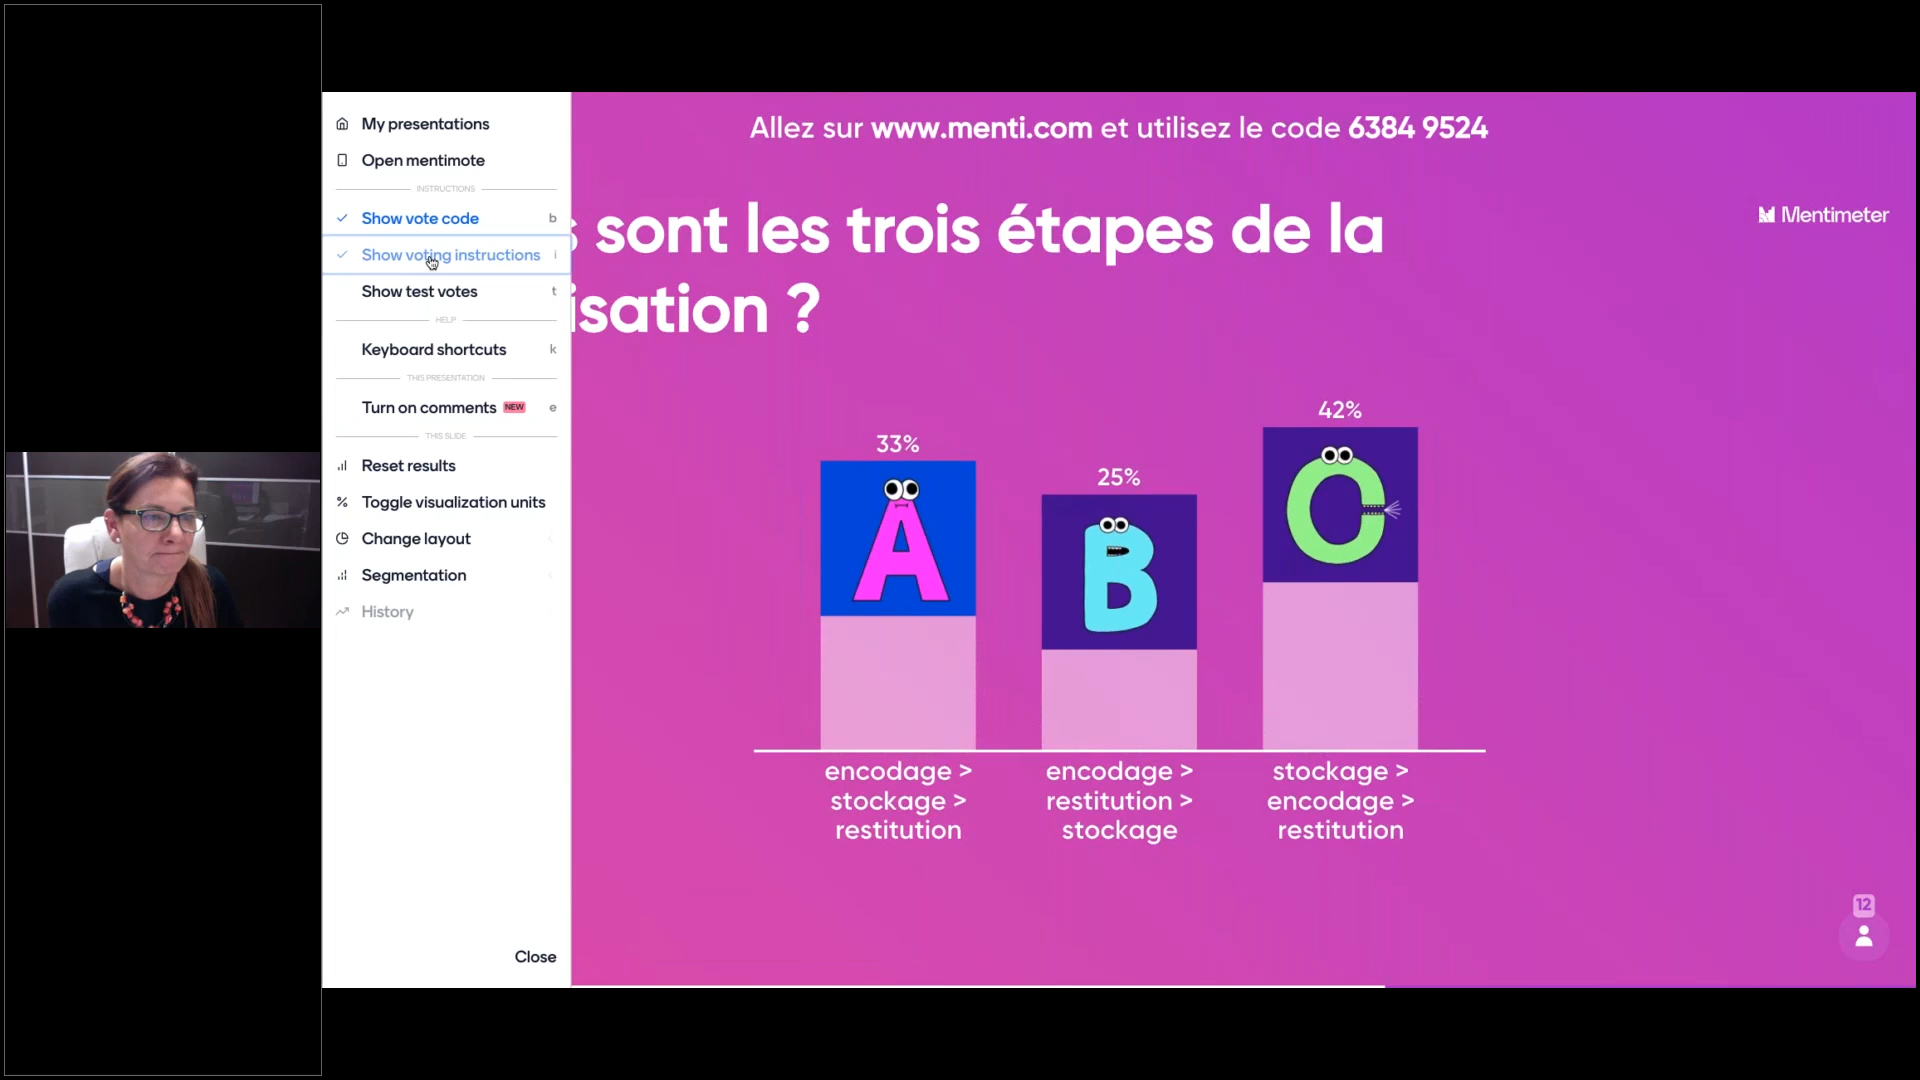 My presentations
Open mentimote
INSTRUCTIONS
Show vote code b
Show voting instructions i
Show test votes t
HELP
Keyboard shortcuts k
THIS PRESENTATION
Turn on comments NEW e
THIS SLIDE
Reset results
% Toggle visualization units
Change layout
Segmentation
History
Close
Allez sur www.menti.com et utilisez le code 6384 9524
s sont les trois étapes de la
isation ?
Mentimeter
33%
25%
42%
A
B
C
encodage >
stockage >
restitution
encodage >
restitution >
stockage
stockage >
encodage >
restitution
12